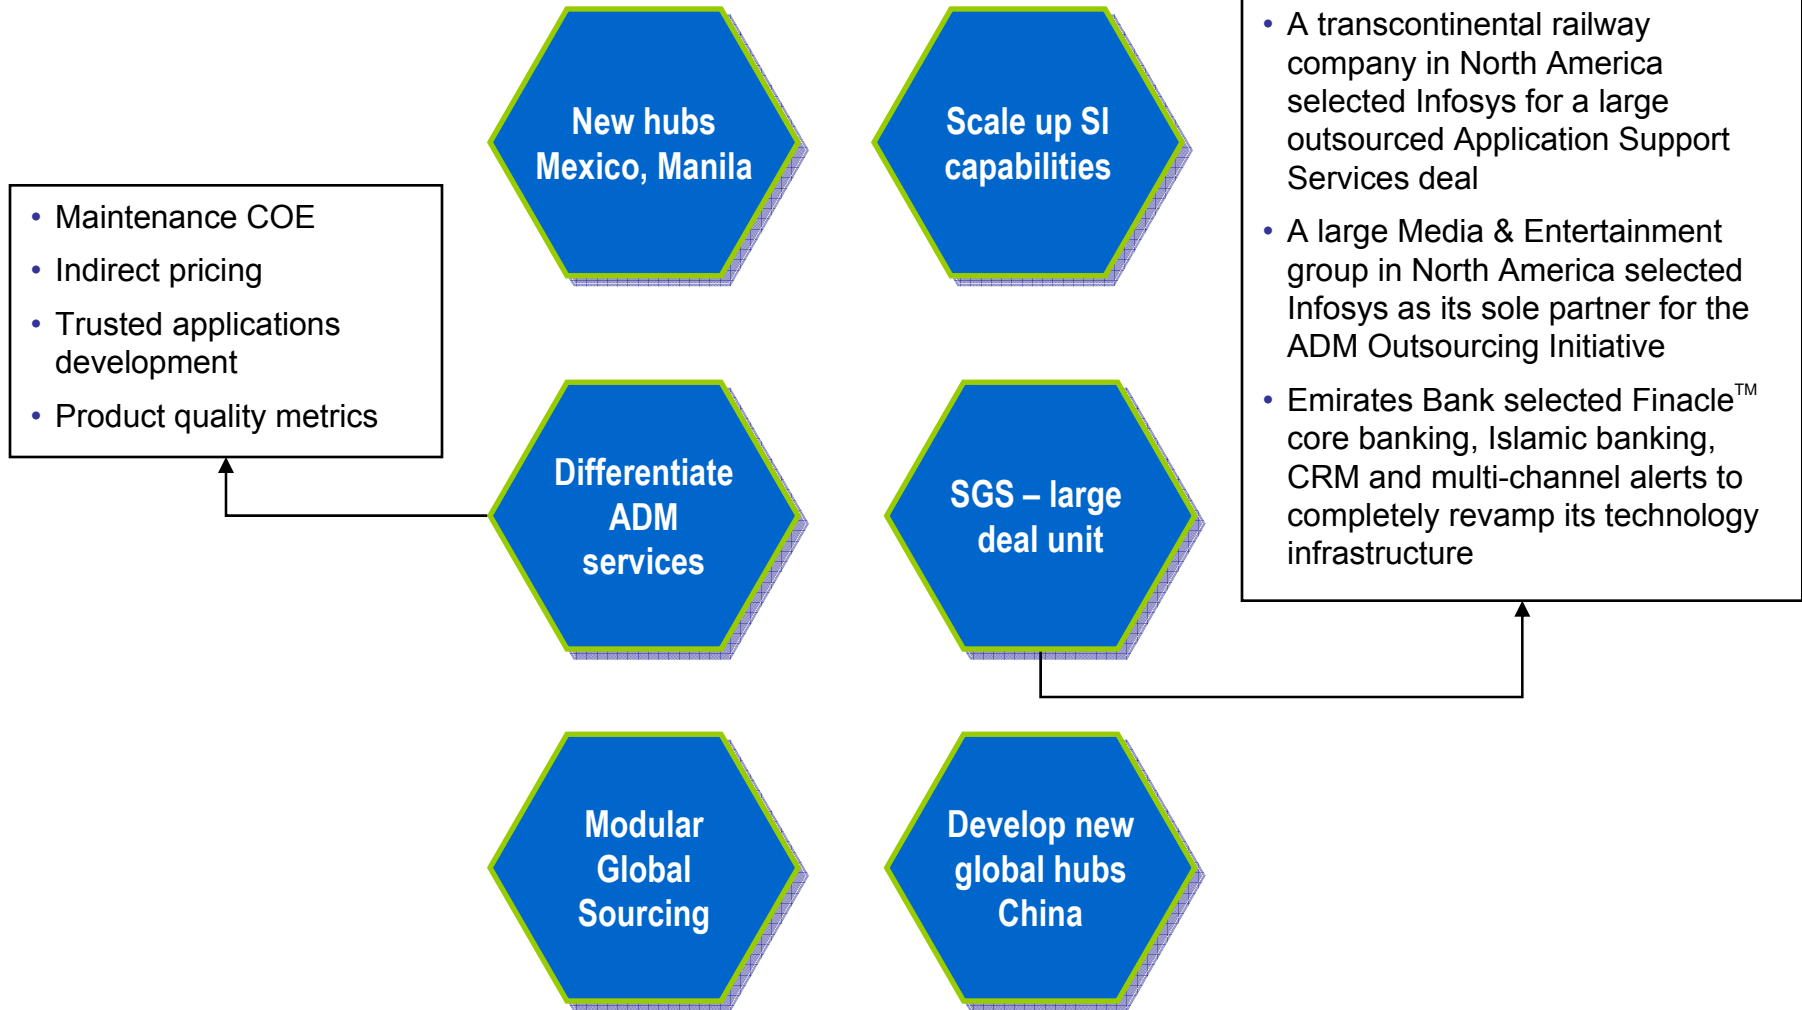 New hubs
Mexico, Manila
Scale up SI
capabilities
• A transcontinental railway
company in North America
selected Infosys for a large
outsourced Application Support
Services deal
• A large Media & Entertainment
group in North America selected
Infosys as its sole partner for the
ADM Outsourcing Initiative
• Emirates Bank selected Finacle™
core banking, Islamic banking,
CRM and multi-channel alerts to
completely revamp its technology
infrastructure
• Maintenance COE
• Indirect pricing
• Trusted applications
development
• Product quality metrics
Differentiate
ADM
services
SGS – large
deal unit
Modular
Global
Sourcing
Develop new
global hubs
China